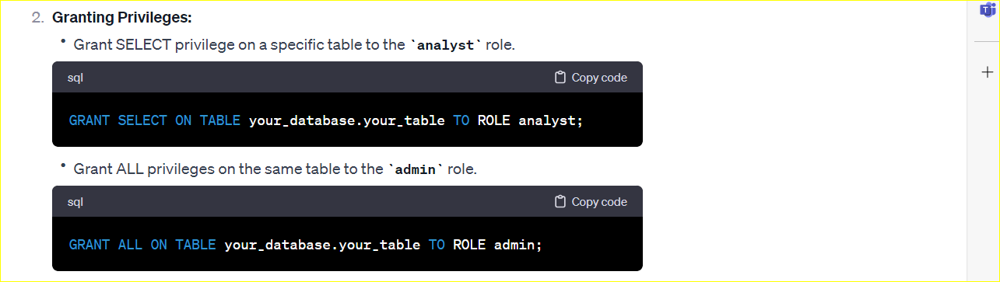 2. Granting Privileges:
• Grant SELECT privilege on a specific table to the `analyst` role.
sql Copy code
GRANT SELECT ON TABLE your_database.your_table TO ROLE analyst;
• Grant ALL privileges on the same table to the `admin` role.
sql Copy code
GRANT ALL ON TABLE your_database.your_table TO ROLE admin;
T
+